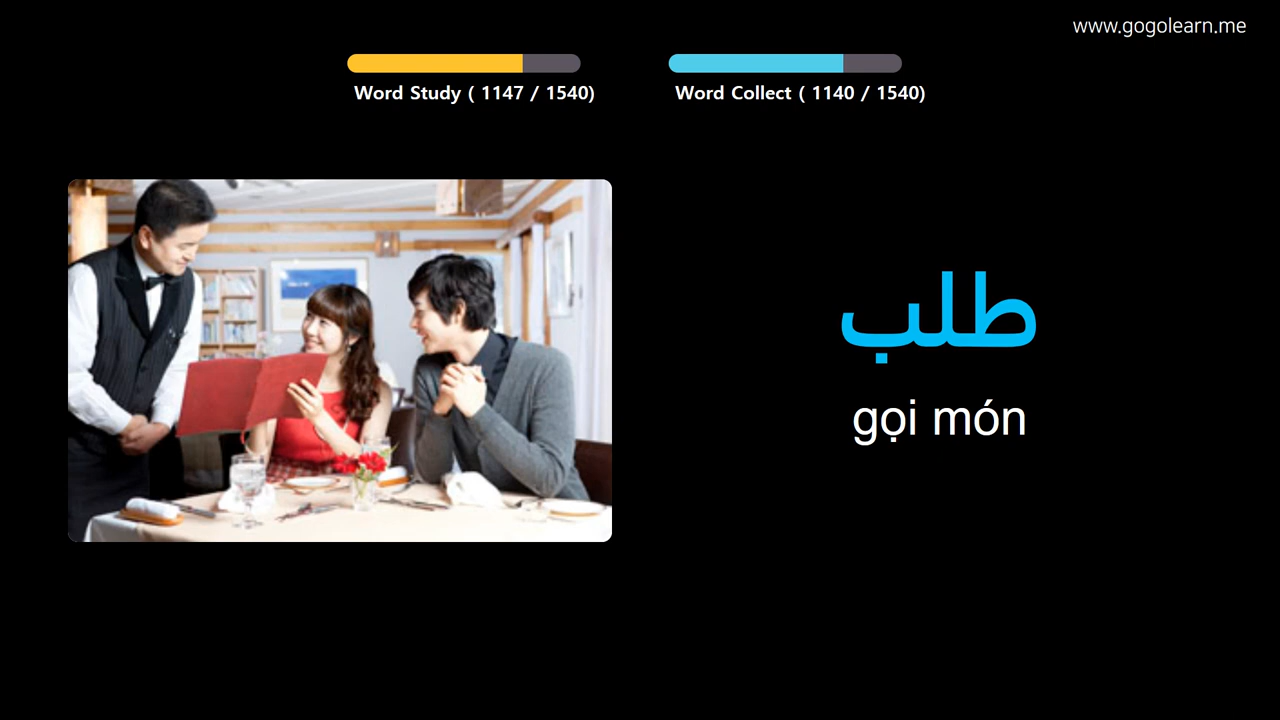 www.gogolearn.me
Word Study ( 1147 / 1540)
Word Collect ( 1140 / 1540)
طلب
gọi món